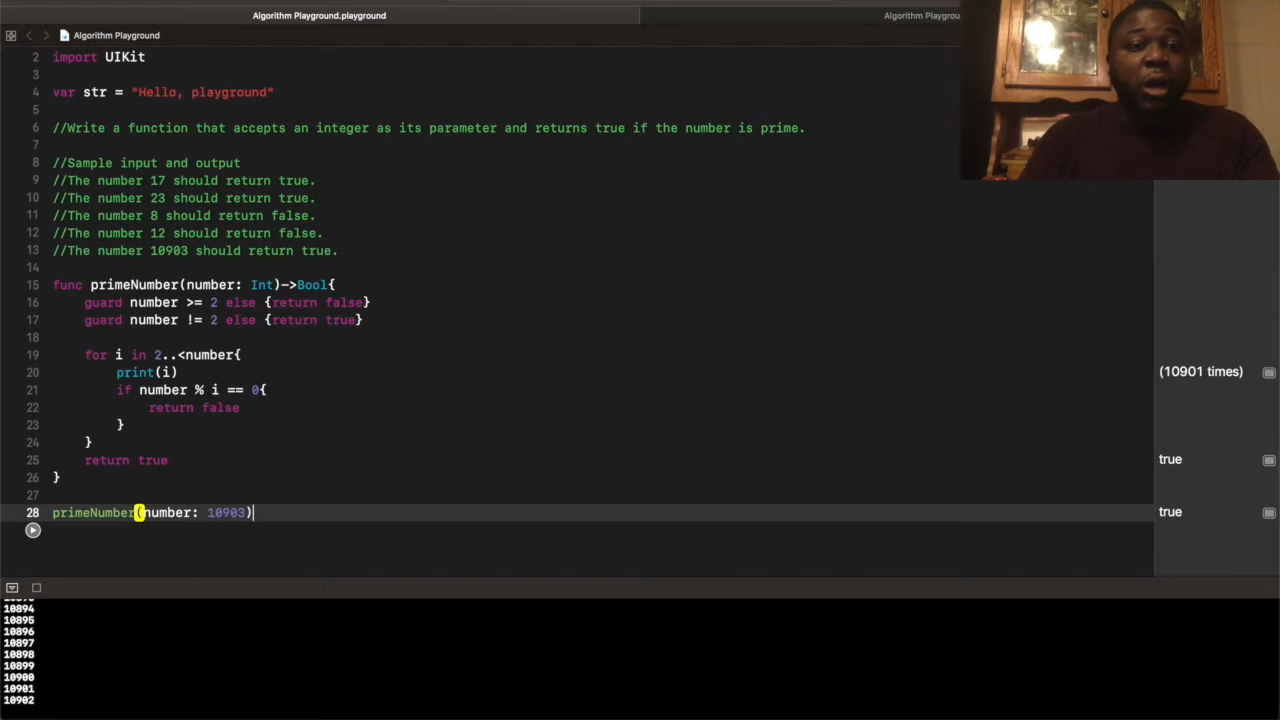 Algorithm Playground.playground
Algorithm Playgrou
Algorithm Playground
2 import UIKit
3
4 var str = "Hello, playground"
5
6 //Write a function that accepts an integer as its parameter and returns true if the number is prime.
7
8 //Sample input and output
9 //The number 17 should return true.
10 //The number 23 should return true.
11 //The number 8 should return false.
12 //The number 12 should return false.
13 //The number 10903 should return true.
14
15 func primeNumber(number: Int)->Bool{
16 guard number >= 2 else {return false}
17 guard number != 2 else {return true}
18
19 for i in 2..<number{
20 print(i) (10901 times)
21 if number % i == 0{
22 return false
23 }
24 }
25 return true true
26 }
27
28 primeNumber(number: 10903) true
10894
10895
10896
10897
10898
10899
10900
10901
10902